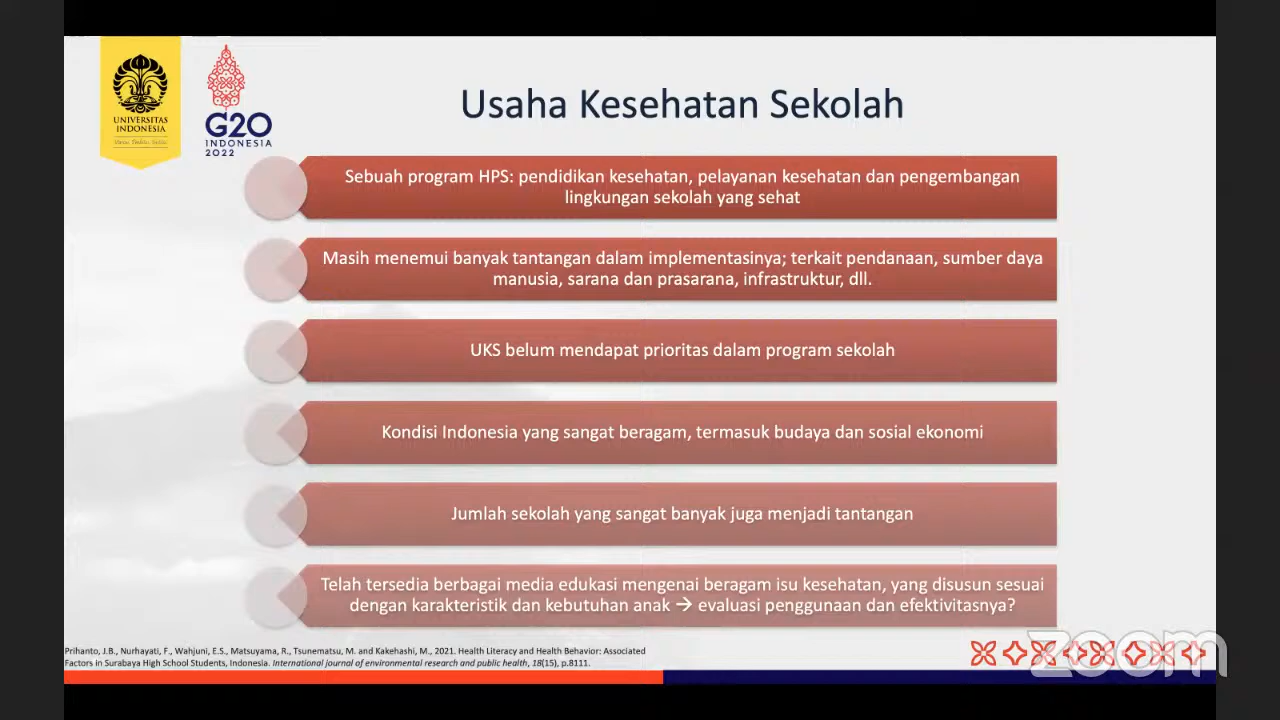 UNIVERSITAS
INDONESIA
G20
INDONESIA
2022
Usaha Kesehatan Sekolah
Sebuah program HPS: pendidikan kesehatan, pelayanan kesehatan dan pengembangan
lingkungan sekolah yang sehat
Masih menemui banyak tantangan dalam implementasinya; terkait pendanaan, sumber daya
manusia, sarana dan prasarana, infrastruktur, dll.
UKS belum mendapat prioritas dalam program sekolah
Kondisi Indonesia yang sangat beragam, termasuk budaya dan sosial ekonomi
Jumlah sekolah yang sangat banyak juga menjadi tantangan
Telah tersedia berbagai media edukasi mengenai beragam isu kesehatan, yang disusun sesuai
dengan karakteristik dan kebutuhan anak → evaluasi penggunaan dan efektivitasnya?
Prihanto, J.B., Nurhayati, F., Wahjuni, E.S., Matsuyama, R., Tsunematsu, M. and Kakehashi, M., 2021. Health Literacy and Health Behavior: Associated
Factors in Surabaya High School Students, Indonesia. International journal of environmental research and public health, 18(15), p.8111.
zoom